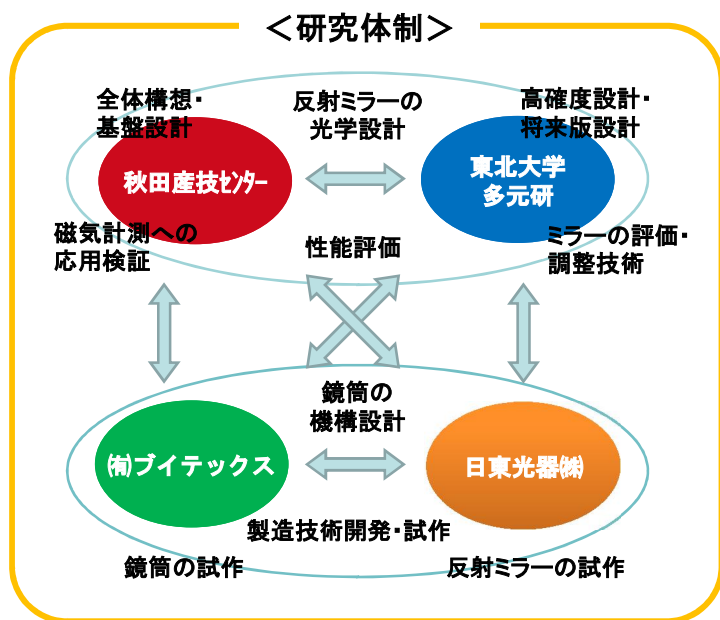 ＜研究体制＞
全体構想・
基盤設計
反射ミラーの
光学設計
高確度設計・
将来版設計
秋田産技ｾﾝﾀｰ
東北大学
多元研
磁気計測への
応用検証
性能評価
ミラーの評価・
調整技術
鏡筒の
機構設計
㈲ブイテックス
日東光器㈱
製造技術開発・試作
鏡筒の試作
反射ミラーの試作